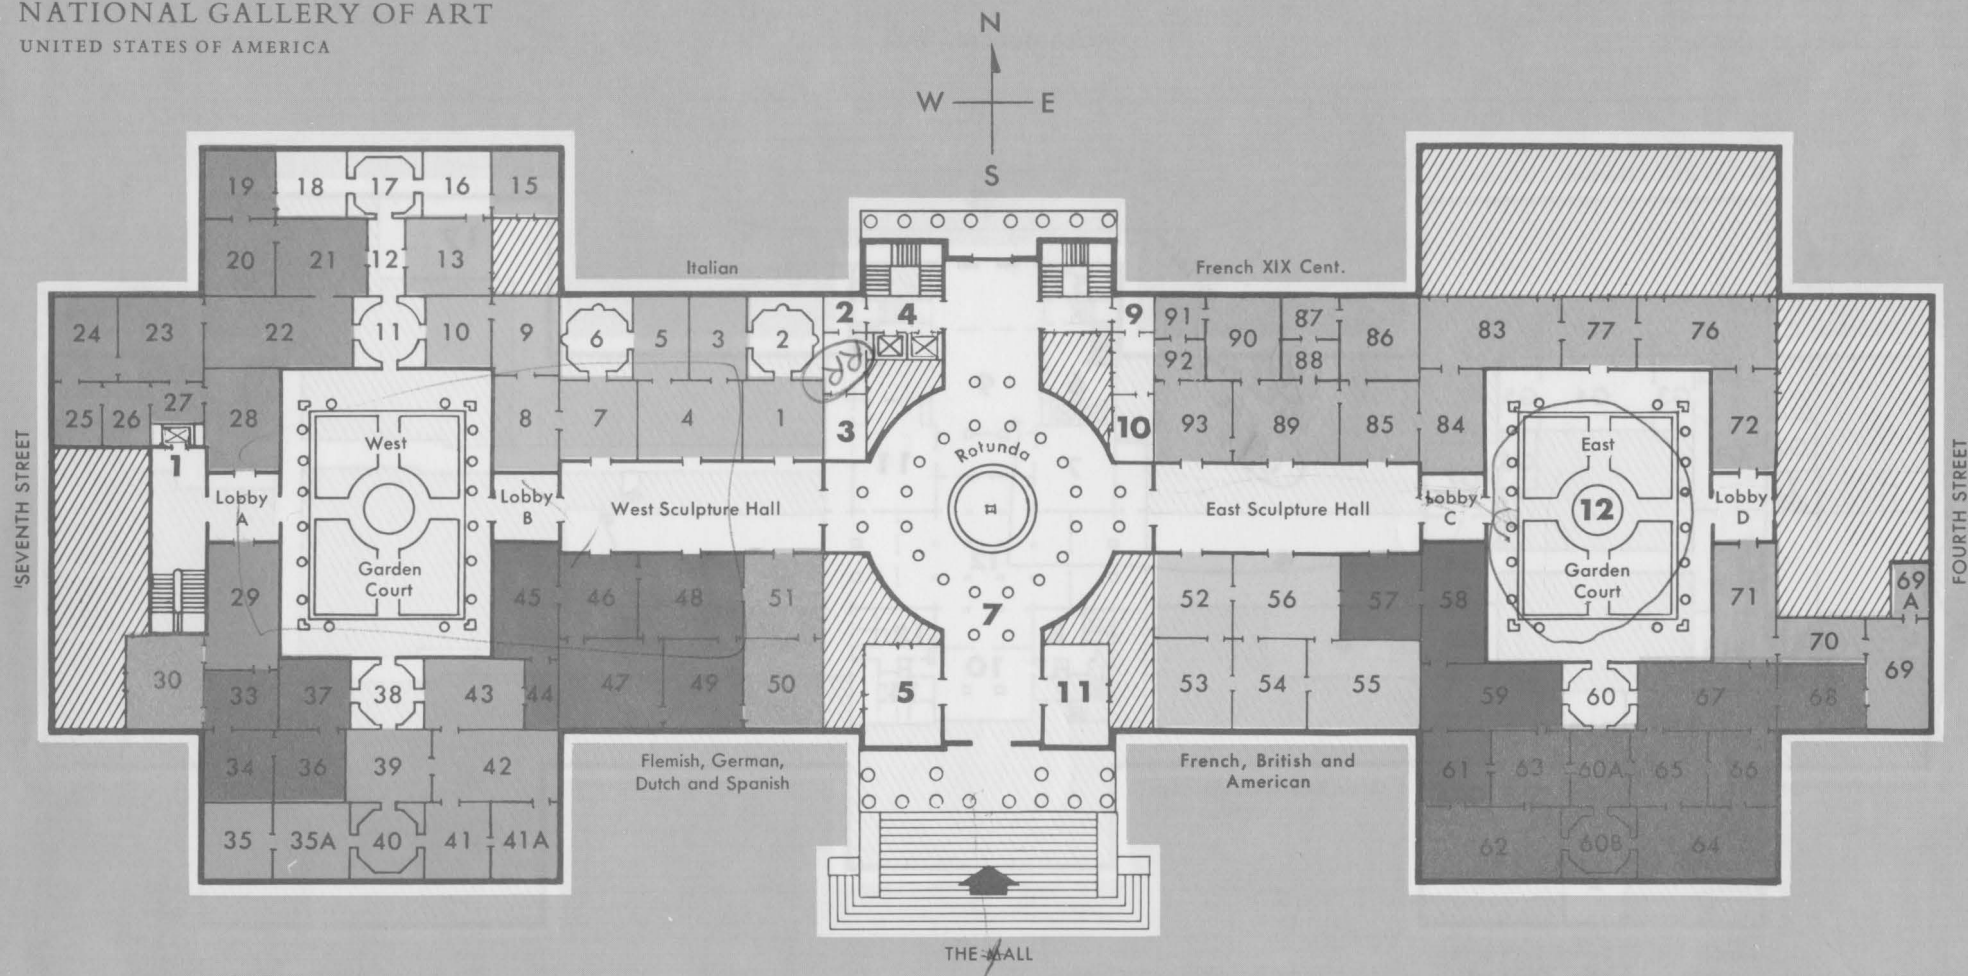 NATIONAL GALLERY OF ART
UNITED STATES OF AMERICA
N
W E
S
19 18 17 16 15
20 21 12 13
Italian
French XIX Cent.
24 23 22 11 10 9 6 5 3 2 2 4 9 91 90 87 86 83 77 76
92 88
RR
25 26 27 28 8 7 4 1 3 10 93 89 85 84 72
1
West
East
Rotunda
SEVENTH STREET
FOURTH STREET
Lobby
A
Lobby
B
West Sculpture Hall
East Sculpture Hall
Lobby
C
12
Lobby
D
Garden
Court
Garden
Court
29 45 46 48 51 7 52 56 57 58 71 69
A
30 33 37 38 43 44 47 49 50 5 11 53 54 55 59 60 67 70 68 69
34 36 39 42
Flemish, German,
Dutch and Spanish
French, British and
American
61 63 60A 65 66
35 35A 40 41 41A
62 60B 64
THE MALL